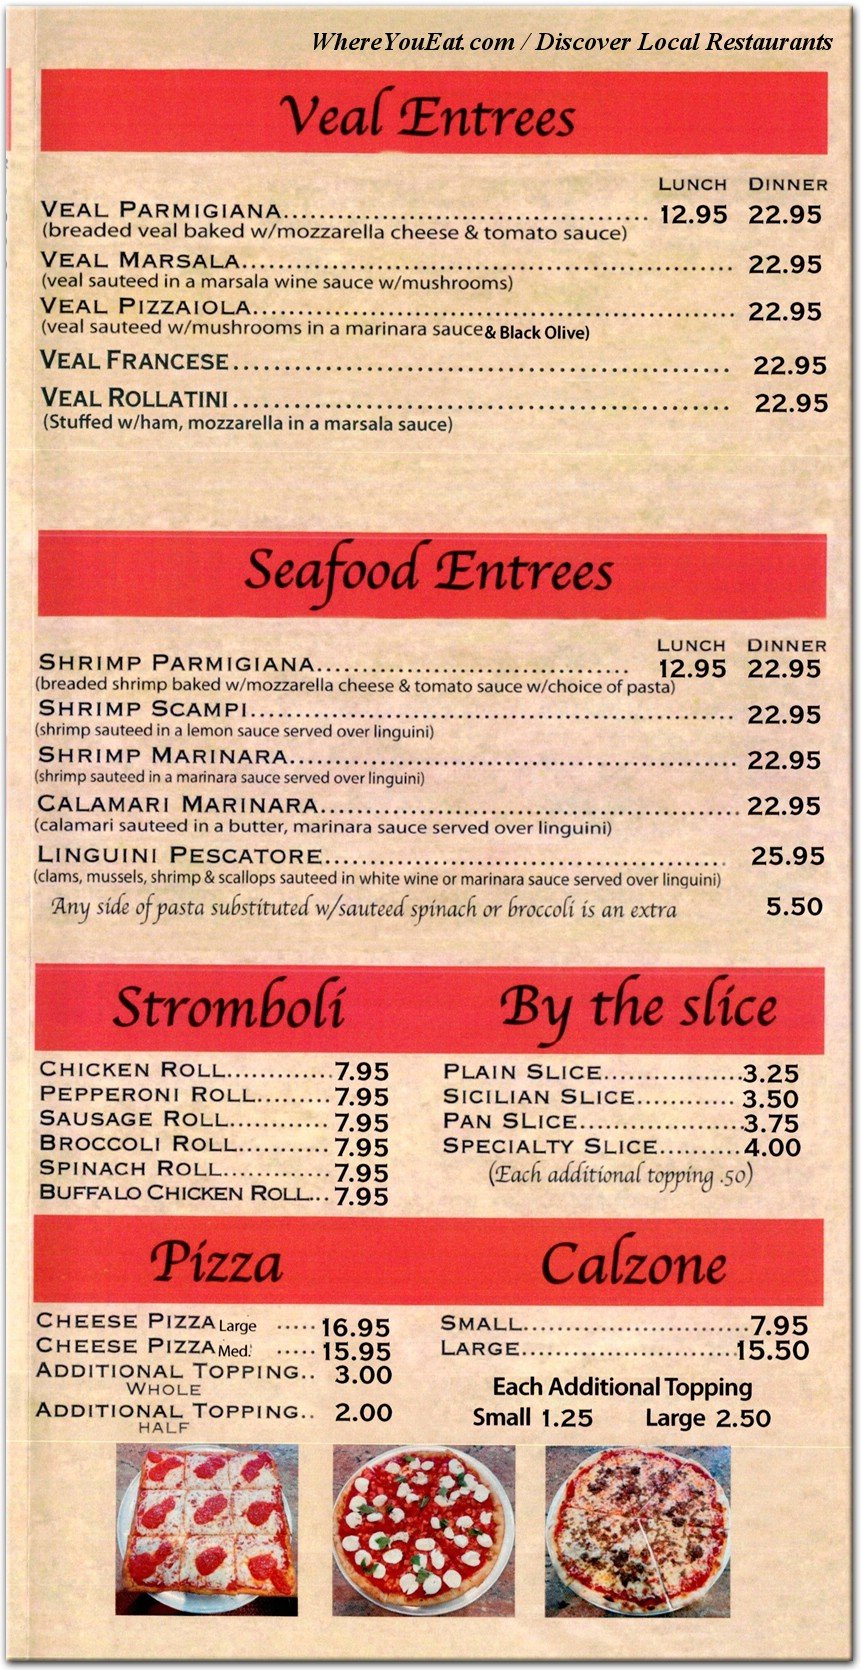 WhereYouEat.com / Discover Local Restaurants
Veal Entrees
LUNCH DINNER
VEAL PARMIGIANA........................................ 12.95 22.95
(breaded veal baked w/mozzarella cheese & tomato sauce)
VEAL MARSALA...................................................... 22.95
(veal sauteed in a marsala wine sauce w/mushrooms)
VEAL PIZZAIOLA..................................................... 22.95
(veal sauteed w/mushrooms in a marinara sauce & Black Olive)
VEAL FRANCESE................................................. 22.95
VEAL ROLLATINI................................................. 22.95
(Stuffed w/ham, mozzarella in a marsala sauce)
Seafood Entrees
LUNCH DINNER
SHRIMP PARMIGIANA.................................. 12.95 22.95
(breaded shrimp baked w/mozzarella cheese & tomato sauce w/choice of pasta)
SHRIMP SCAMPI..................................................... 22.95
(shrimp sauteed in a lemon sauce served over linguini)
SHRIMP MARINARA................................................. 22.95
(shrimp sauteed in a marinara sauce served over linguini)
CALAMARI MARINARA.............................................. 22.95
(calamari sauteed in a butter, marinara sauce served over linguini)
LINGUINI PESCATORE............................................ 25.95
(clams, mussels, shrimp & scallops sauteed in white wine or marinara sauce served over linguini)
Any side of pasta substituted w/sauteed spinach or broccoli is an extra 5.50
Stromboli
CHICKEN ROLL.............7.95
PEPPERONI ROLL.........7.95
SAUSAGE ROLL............7.95
BROCCOLI ROLL...........7.95
SPINACH ROLL.............7.95
BUFFALO CHICKEN ROLL...7.95
By the slice
PLAIN SLICE................3.25
SICILIAN SLICE............ 3.50
PAN SLICE...................3.75
SPECIALTY SLICE..........4.00
(Each additional topping .50)
Pizza
CHEESE PIZZA Large ..... 16.95
CHEESE PIZZA Med. ..... 15.95
ADDITIONAL TOPPING.. 3.00
WHOLE
ADDITIONAL TOPPING.. 2.00
HALF
Calzone
SMALL...........................7.95
LARGE.........................15.50
Each Additional Topping
Small 1.25 Large 2.50